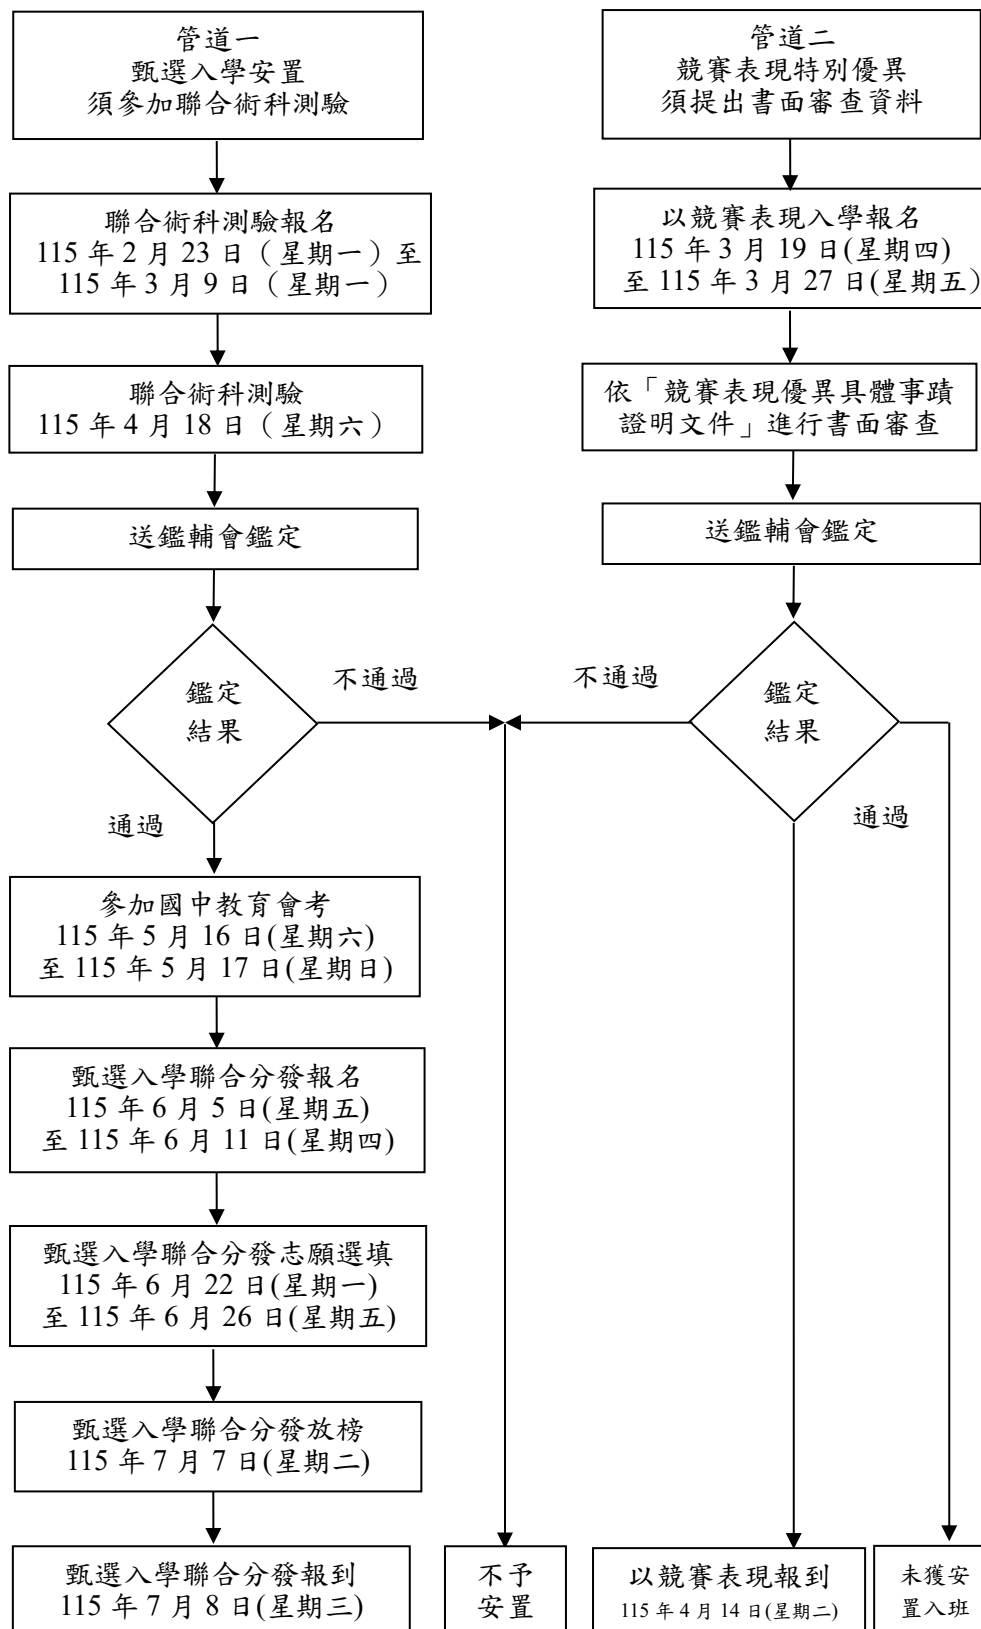 管道一
甄選入學安置
須參加聯合術科測驗
管道二
競賽表現特別優異
須提出書面審查資料
聯合術科測驗報名
115 年 2 月 23 日（星期一）至
115 年 3 月 9 日（星期一）
以競賽表現入學報名
115 年 3 月 19 日(星期四)
至 115 年 3 月 27 日(星期五)
聯合術科測驗
115 年 4 月 18 日（星期六）
依「競賽表現優異具體事蹟
證明文件」進行書面審查
送鑑輔會鑑定
送鑑輔會鑑定
鑑定
結果
不通過
不通過
鑑定
結果
通過
通過
參加國中教育會考
115 年 5 月 16 日(星期六)
至 115 年 5 月 17 日(星期日)
甄選入學聯合分發報名
115 年 6 月 5 日(星期五)
至 115 年 6 月 11 日(星期四)
甄選入學聯合分發志願選填
115 年 6 月 22 日(星期一)
至 115 年 6 月 26 日(星期五)
甄選入學聯合分發放榜
115 年 7 月 7 日(星期二)
甄選入學聯合分發報到
115 年 7 月 8 日(星期三)
不予
安置
以競賽表現報到
115 年 4 月 14 日(星期二)
未獲安
置入班